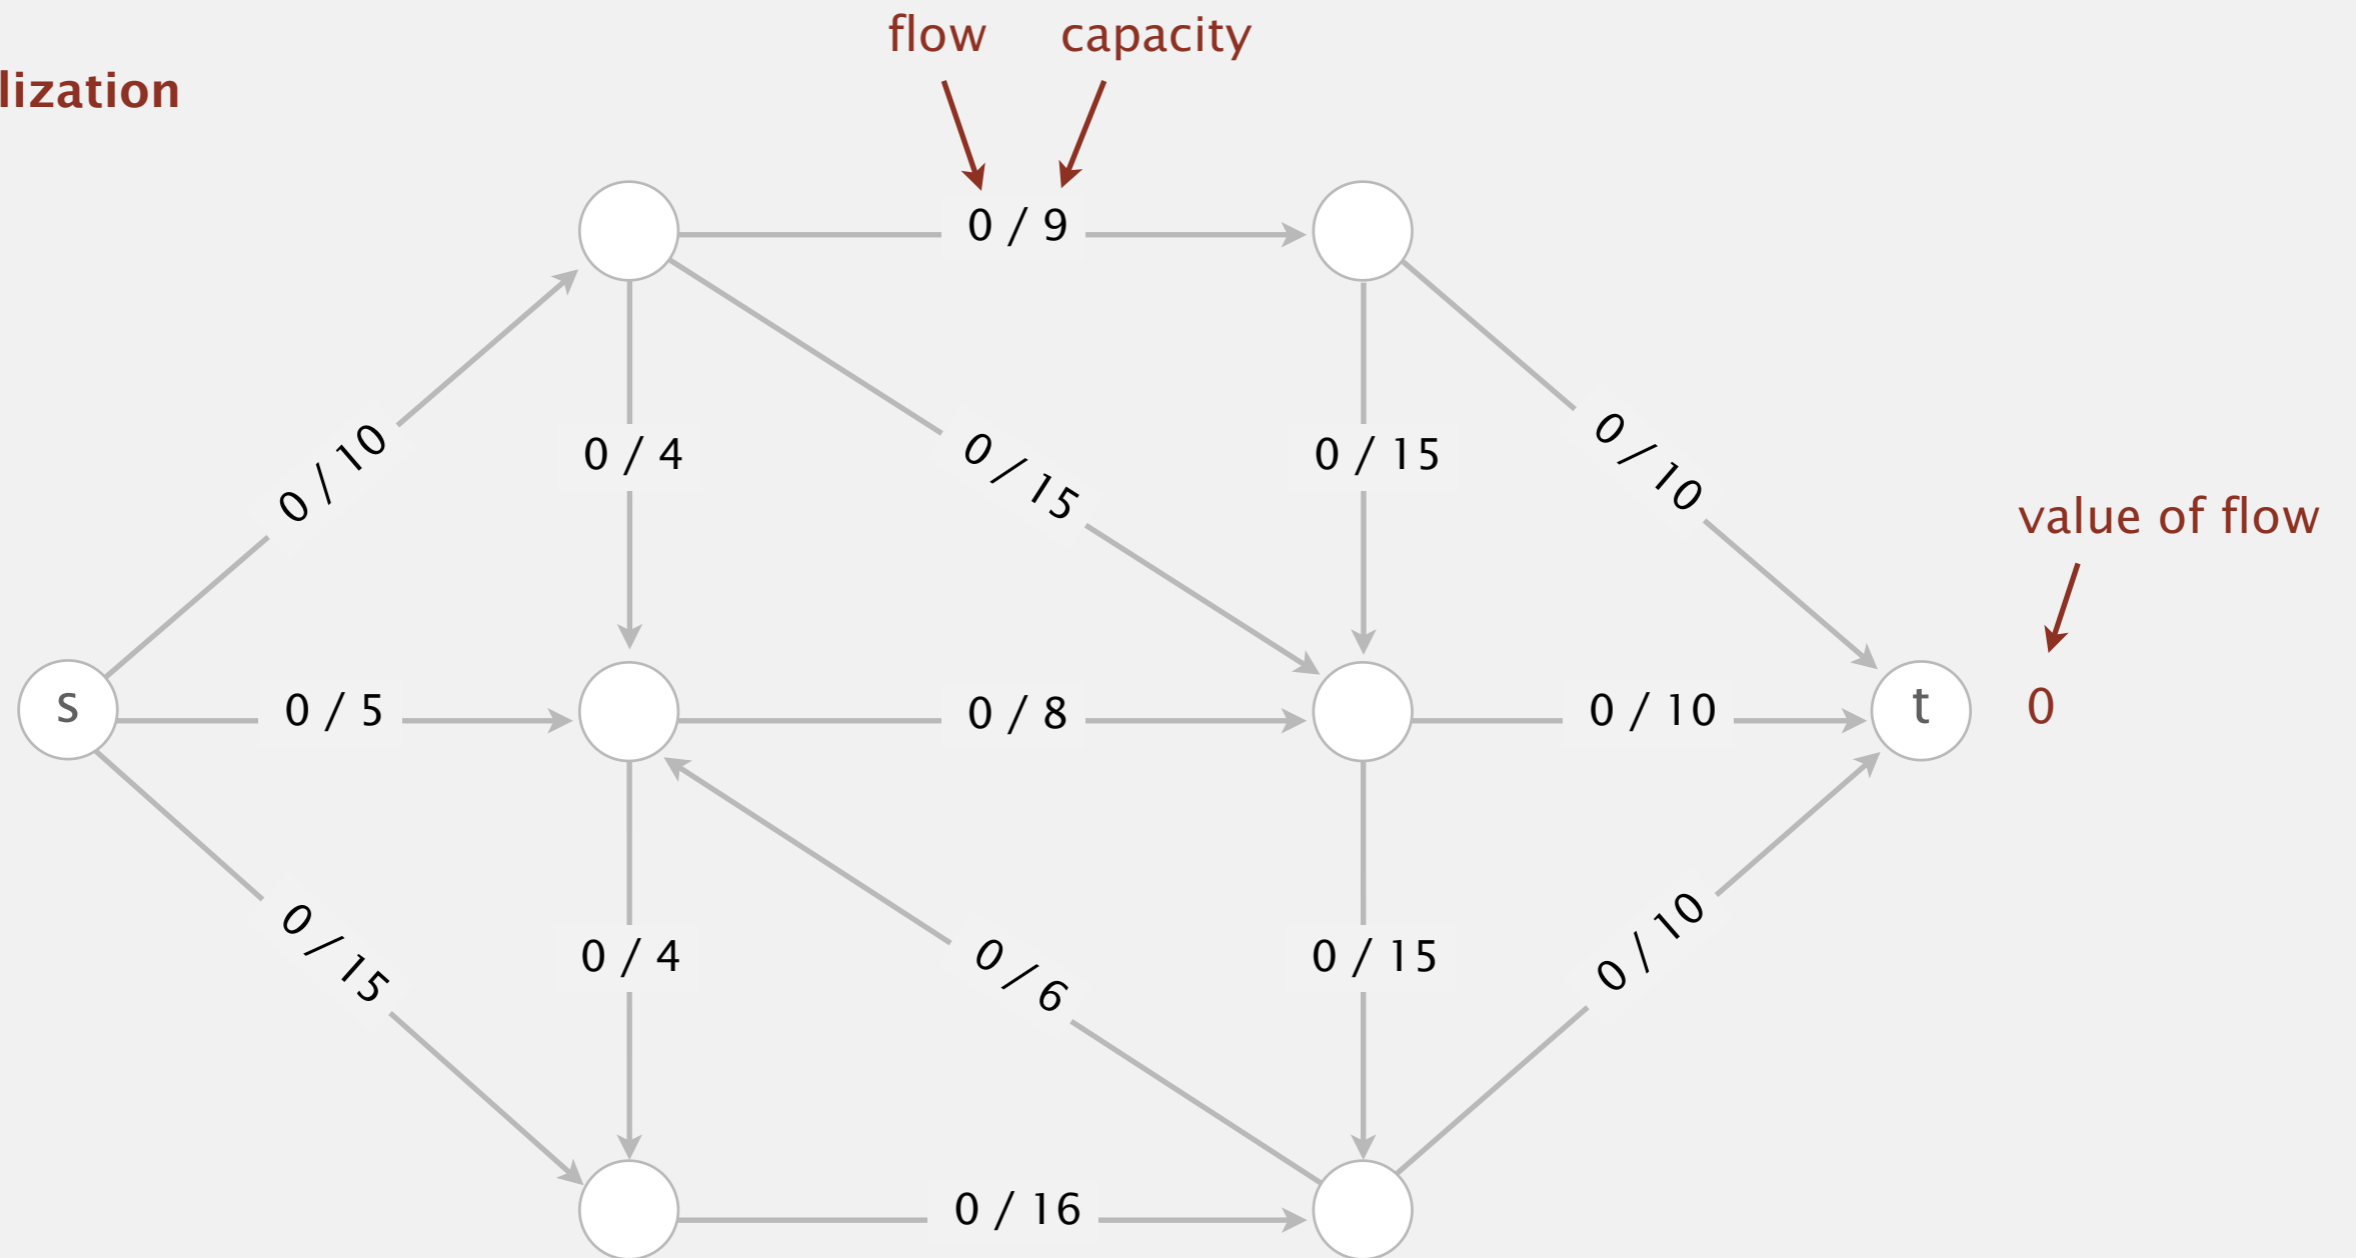 flow capacity
lization
0 / 9
0 / 10
0 / 4
0 / 15
0 / 15
0 / 10
value of flow
s
0 / 5
0 / 8
0 / 10
t
0
0 / 15
0 / 4
0 / 6
0 / 15
0 / 10
0 / 16